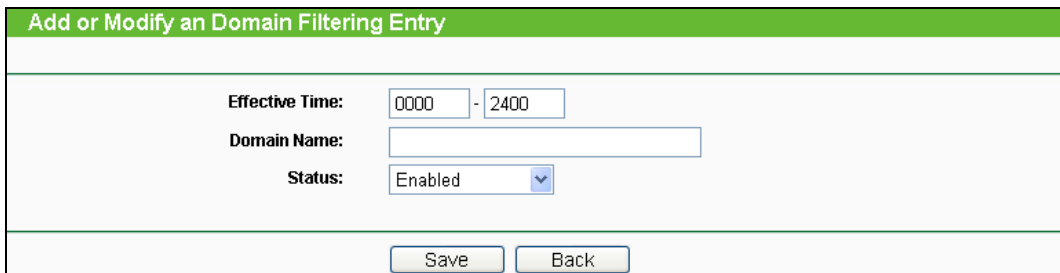 Add or Modify an Domain Filtering Entry
Effective Time: 0000 - 2400
Domain Name:
Status: Enabled
Save Back